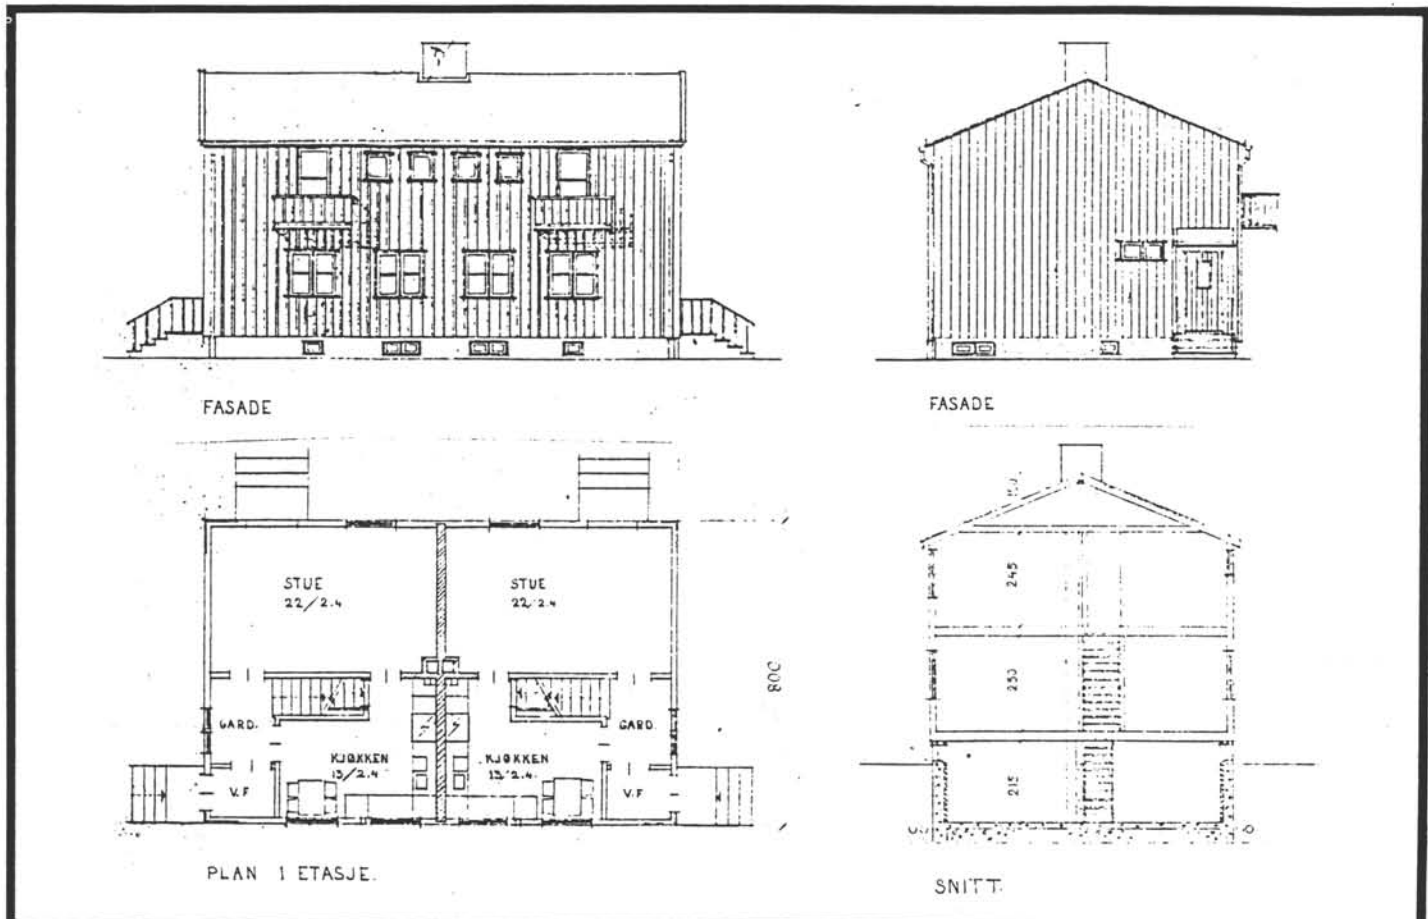 FASADE
FASADE
STUE
22/2.4
STUE
22/2.4
GARD.
KJØKKEN
13/2.4
V.F
KJØKKEN
13/2.4.
GARD.
V.F
800
PLAN 1 ETASJE.
245
250
215
SNITT.